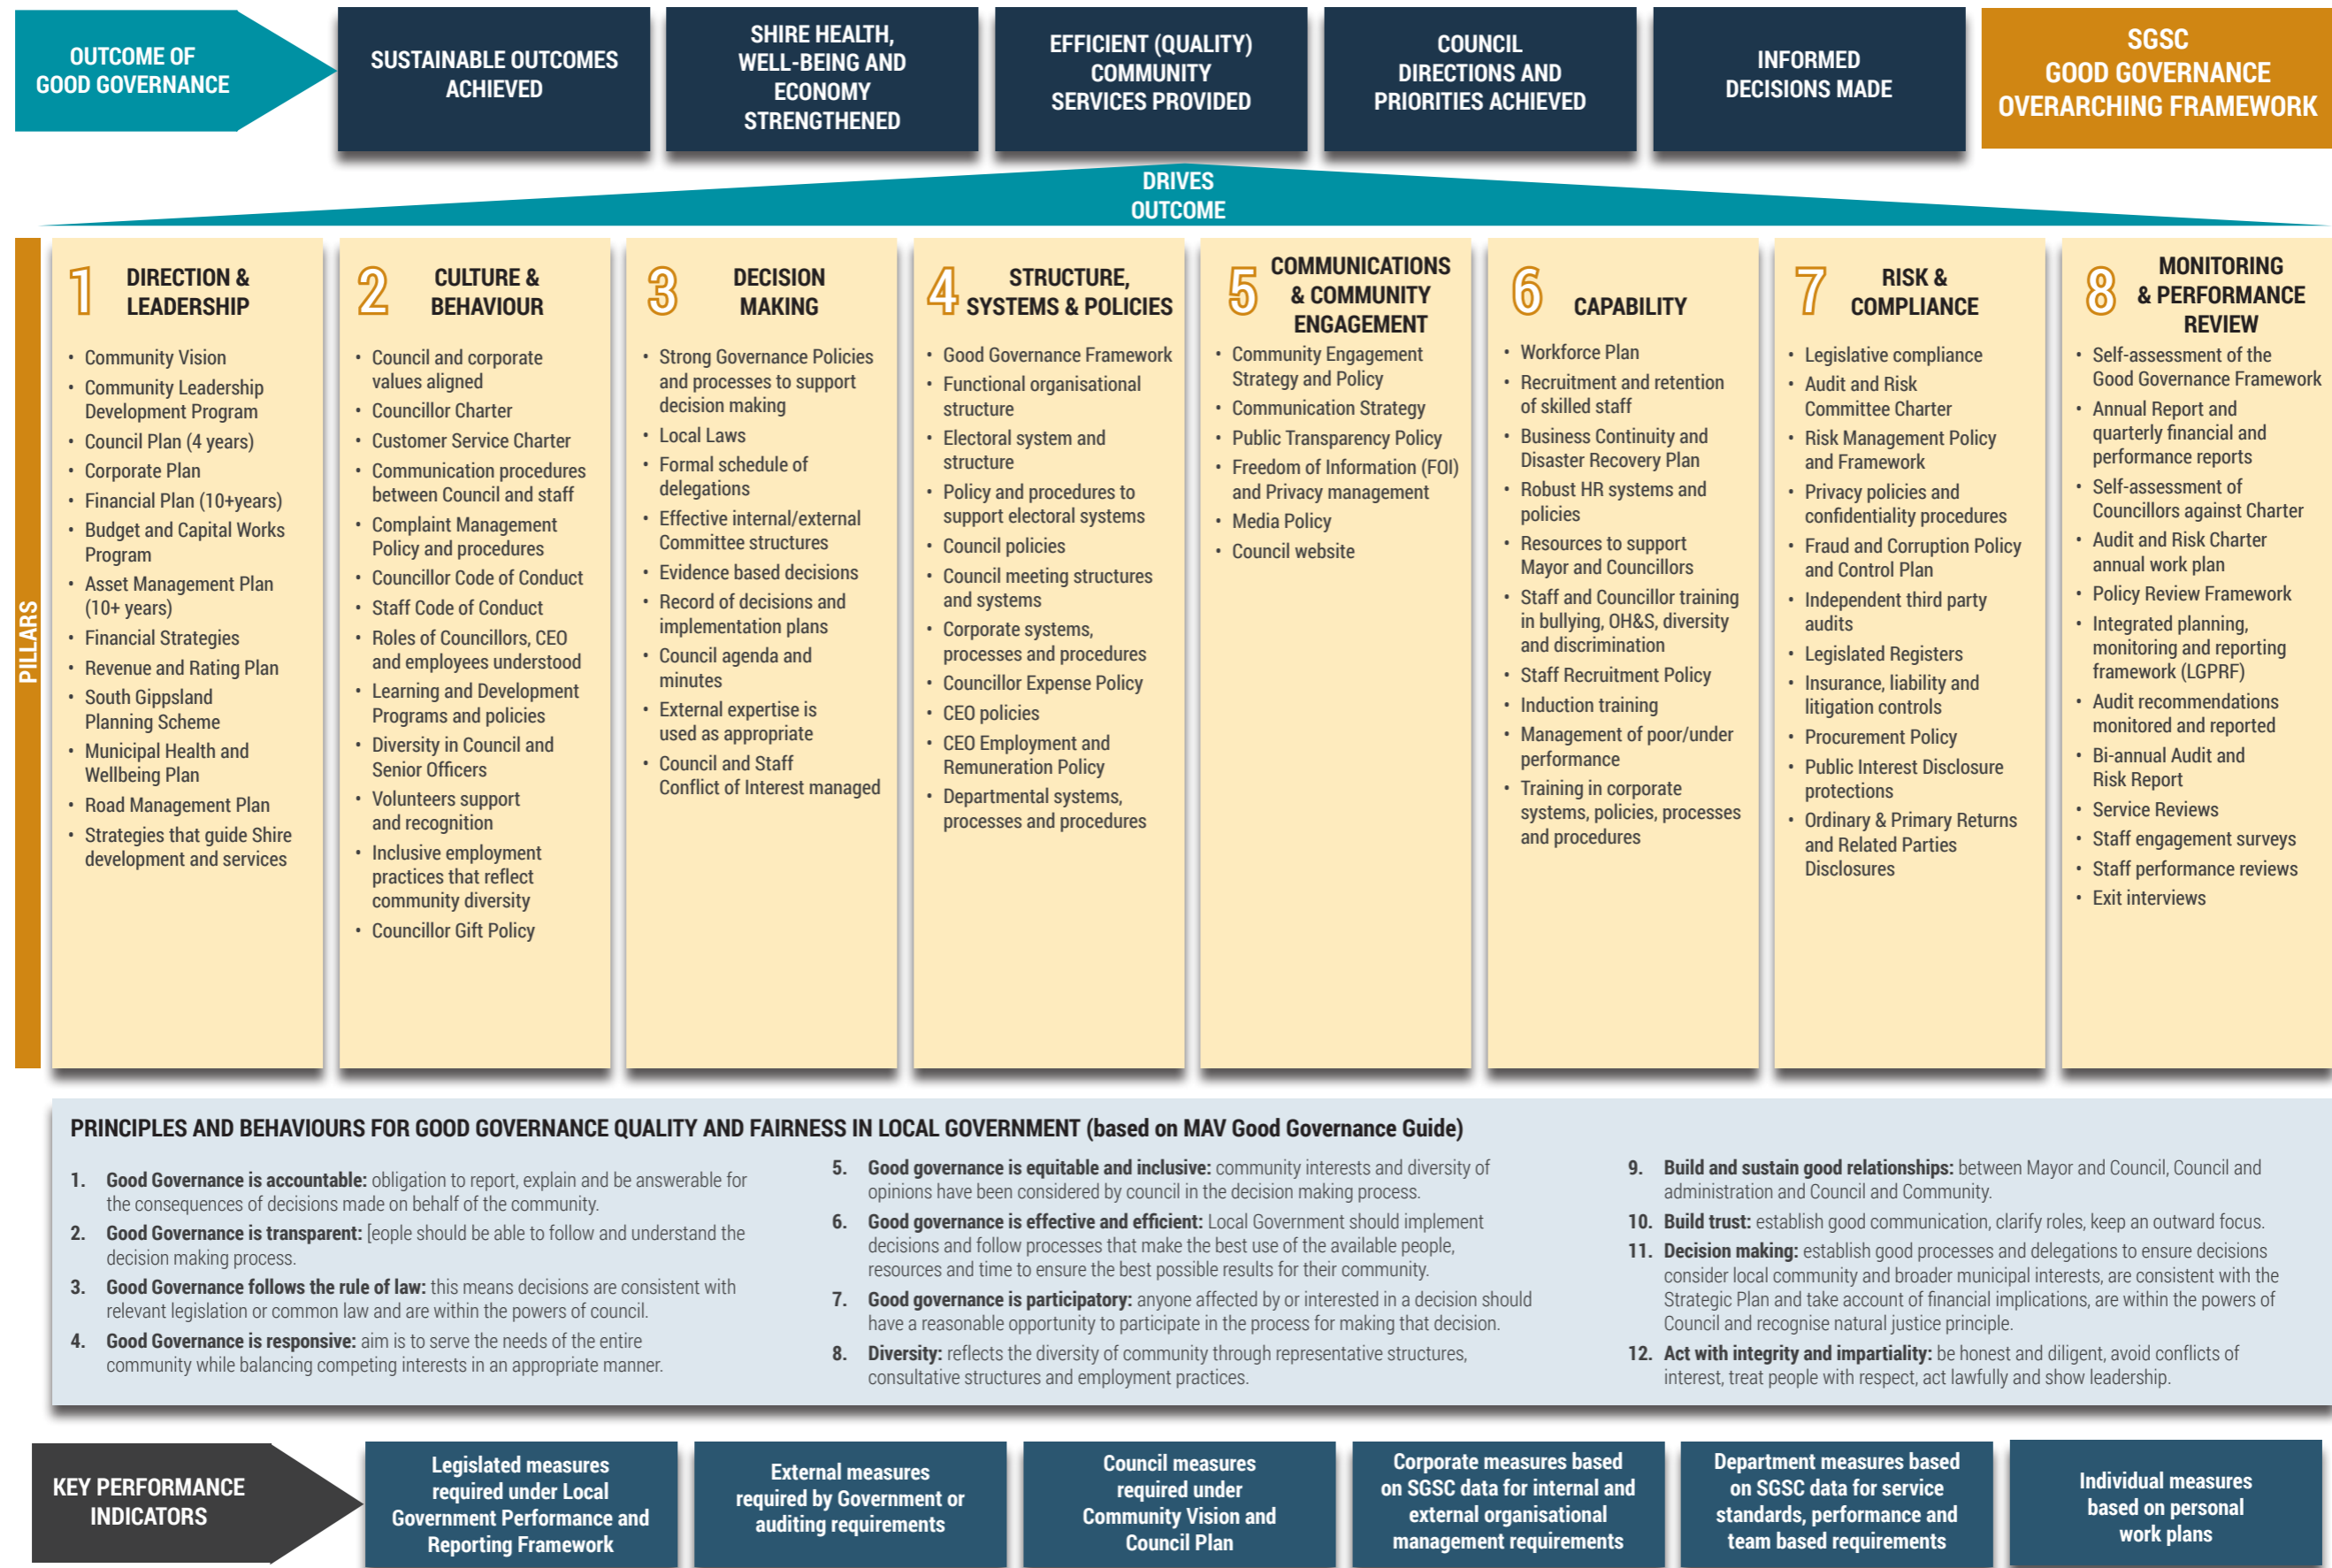 OUTCOME OF
GOOD GOVERNANCE
SUSTAINABLE OUTCOMES
ACHIEVED
SHIRE HEALTH,
WELL-BEING AND
ECONOMY
STRENGTHENED
EFFICIENT (QUALITY)
COMMUNITY
SERVICES PROVIDED
COUNCIL
DIRECTIONS AND
PRIORITIES ACHIEVED
INFORMED
DECISIONS MADE
SGSC
GOOD GOVERNANCE
OVERARCHING FRAMEWORK
DRIVES
OUTCOME
PILLARS
1
DIRECTION &
LEADERSHIP
• Community Vision
• Community Leadership
Development Program
• Council Plan (4 years)
• Corporate Plan
• Financial Plan (10+years)
• Budget and Capital Works
Program
• Asset Management Plan
(10+ years)
• Financial Strategies
• Revenue and Rating Plan
• South Gippsland
Planning Scheme
• Municipal Health and
Wellbeing Plan
• Road Management Plan
• Strategies that guide Shire
development and services
2
CULTURE &
BEHAVIOUR
• Council and corporate
values aligned
• Councillor Charter
• Customer Service Charter
• Communication procedures
between Council and staff
• Complaint Management
Policy and procedures
• Councillor Code of Conduct
• Staff Code of Conduct
• Roles of Councillors, CEO
and employees understood
• Learning and Development
Programs and policies
• Diversity in Council and
Senior Officers
• Volunteers support
and recognition
• Inclusive employment
practices that reflect
community diversity
• Councillor Gift Policy
3
DECISION
MAKING
• Strong Governance Policies
and processes to support
decision making
• Local Laws
• Formal schedule of
delegations
• Effective internal/external
Committee structures
• Evidence based decisions
• Record of decisions and
implementation plans
• Council agenda and
minutes
• External expertise is
used as appropriate
• Council and Staff
Conflict of Interest managed
4
STRUCTURE,
SYSTEMS & POLICIES
• Good Governance Framework
• Functional organisational
structure
• Electoral system and
structure
• Policy and procedures to
support electoral systems
• Council policies
• Council meeting structures
and systems
• Corporate systems,
processes and procedures
• Councillor Expense Policy
• CEO policies
• CEO Employment and
Remuneration Policy
• Departmental systems,
processes and procedures
5
COMMUNICATIONS
& COMMUNITY
ENGAGEMENT
• Community Engagement
Strategy and Policy
• Communication Strategy
• Public Transparency Policy
• Freedom of Information (FOI)
and Privacy management
• Media Policy
• Council website
6
CAPABILITY
• Workforce Plan
• Recruitment and retention
of skilled staff
• Business Continuity and
Disaster Recovery Plan
• Robust HR systems and
policies
• Resources to support
Mayor and Councillors
• Staff and Councillor training
in bullying, OH&S, diversity
and discrimination
• Staff Recruitment Policy
• Induction training
• Management of poor/under
performance
• Training in corporate
systems, policies, processes
and procedures
7
RISK &
COMPLIANCE
• Legislative compliance
• Audit and Risk
Committee Charter
• Risk Management Policy
and Framework
• Privacy policies and
confidentiality procedures
• Fraud and Corruption Policy
and Control Plan
• Independent third party
audits
• Legislated Registers
• Insurance, liability and
litigation controls
• Procurement Policy
• Public Interest Disclosure
protections
• Ordinary & Primary Returns
and Related Parties
Disclosures
8
MONITORING
& PERFORMANCE
REVIEW
• Self-assessment of the
Good Governance Framework
• Annual Report and
quarterly financial and
performance reports
• Self-assessment of
Councillors against Charter
• Audit and Risk Charter
annual work plan
• Policy Review Framework
• Integrated planning,
monitoring and reporting
framework (LGPRF)
• Audit recommendations
monitored and reported
• Bi-annual Audit and
Risk Report
• Service Reviews
• Staff engagement surveys
• Staff performance reviews
• Exit interviews
PRINCIPLES AND BEHAVIOURS FOR GOOD GOVERNANCE QUALITY AND FAIRNESS IN LOCAL GOVERNMENT (based on MAV Good Governance Guide)
1. Good Governance is accountable: obligation to report, explain and be answerable for
the consequences of decisions made on behalf of the community.
2. Good Governance is transparent: [eople should be able to follow and understand the
decision making process.
3. Good Governance follows the rule of law: this means decisions are consistent with
relevant legislation or common law and are within the powers of council.
4. Good Governance is responsive: aim is to serve the needs of the entire
community while balancing competing interests in an appropriate manner.
5. Good governance is equitable and inclusive: community interests and diversity of
opinions have been considered by council in the decision making process.
6. Good governance is effective and efficient: Local Government should implement
decisions and follow processes that make the best use of the available people,
resources and time to ensure the best possible results for their community.
7. Good governance is participatory: anyone affected by or interested in a decision should
have a reasonable opportunity to participate in the process for making that decision.
8. Diversity: reflects the diversity of community through representative structures,
consultative structures and employment practices.
9. Build and sustain good relationships: between Mayor and Council, Council and
administration and Council and Community.
10. Build trust: establish good communication, clarify roles, keep an outward focus.
11. Decision making: establish good processes and delegations to ensure decisions
consider local community and broader municipal interests, are consistent with the
Strategic Plan and take account of financial implications, are within the powers of
Council and recognise natural justice principle.
12. Act with integrity and impartiality: be honest and diligent, avoid conflicts of
interest, treat people with respect, act lawfully and show leadership.
KEY PERFORMANCE
INDICATORS
Legislated measures
required under Local
Government Performance and
Reporting Framework
External measures
required by Government or
auditing requirements
Council measures
required under
Community Vision and
Council Plan
Corporate measures based
on SGSC data for internal and
external organisational
management requirements
Department measures based
on SGSC data for service
standards, performance and
team based requirements
Individual measures
based on personal
work plans